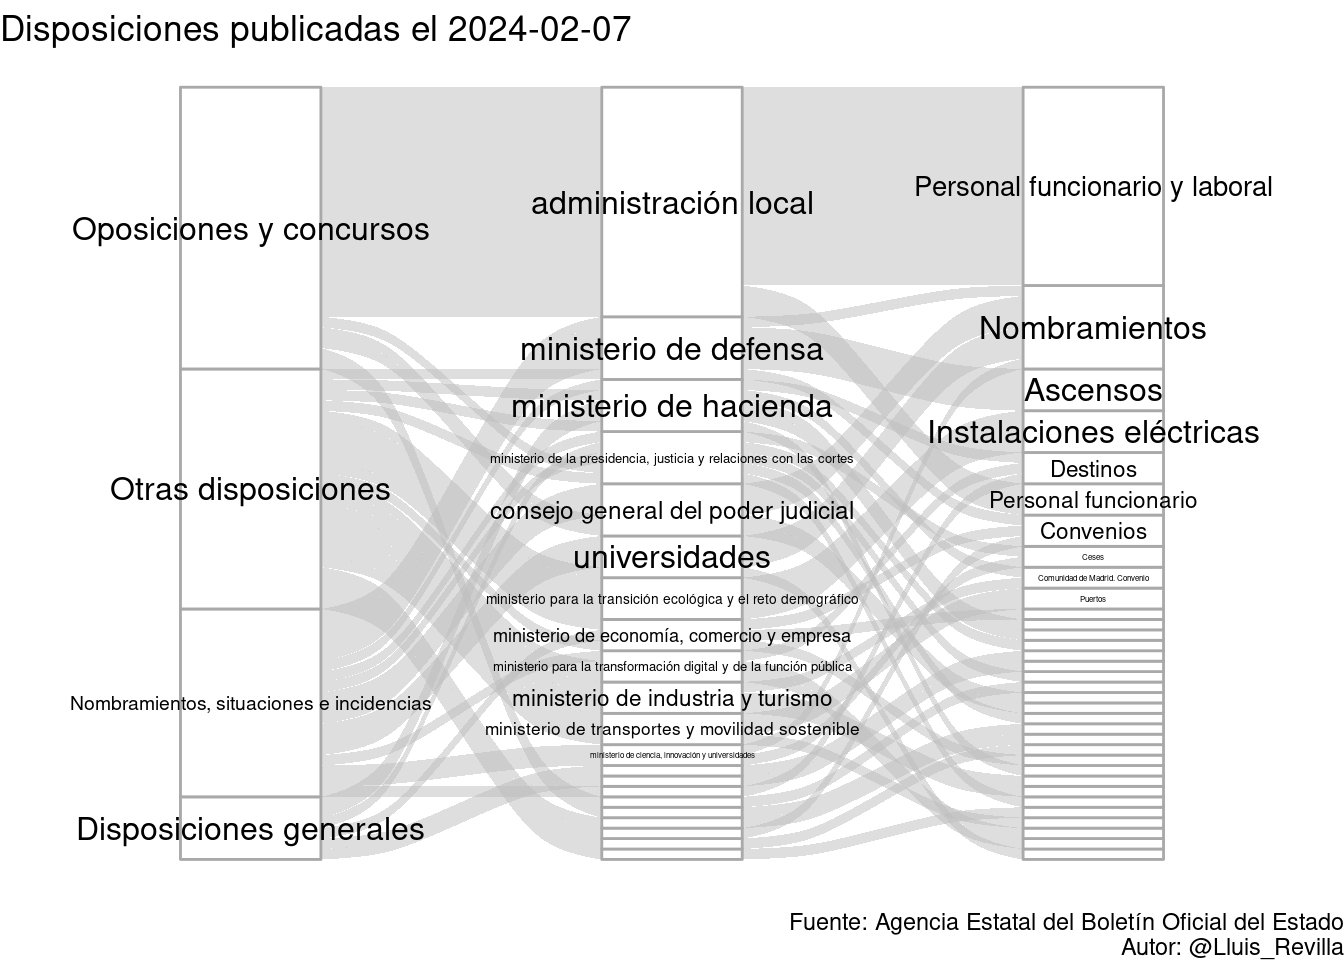 Disposiciones publicadas el 2024-02-07
Oposiciones y concursos
Otras disposiciones
Nombramientos, situaciones e incidencias
Disposiciones generales
administración local
ministerio de defensa
ministerio de hacienda
ministerio de la presidencia, justicia y relaciones con las cortes
consejo general del poder judicial
universidades
ministerio para la transición ecológica y el reto demográfico
ministerio de economía, comercio y empresa
ministerio para la transformación digital y de la función pública
ministerio de industria y turismo
ministerio de transportes y movilidad sostenible
ministerio de ciencia, innovación y universidades
Personal funcionario y laboral
Nombramientos
Ascensos
Instalaciones eléctricas
Destinos
Personal funcionario
Convenios
Ceses
Comunidad de Madrid. Convenio
Puertos
Fuente: Agencia Estatal del Boletín Oficial del Estado
Autor: @Lluis_Revilla